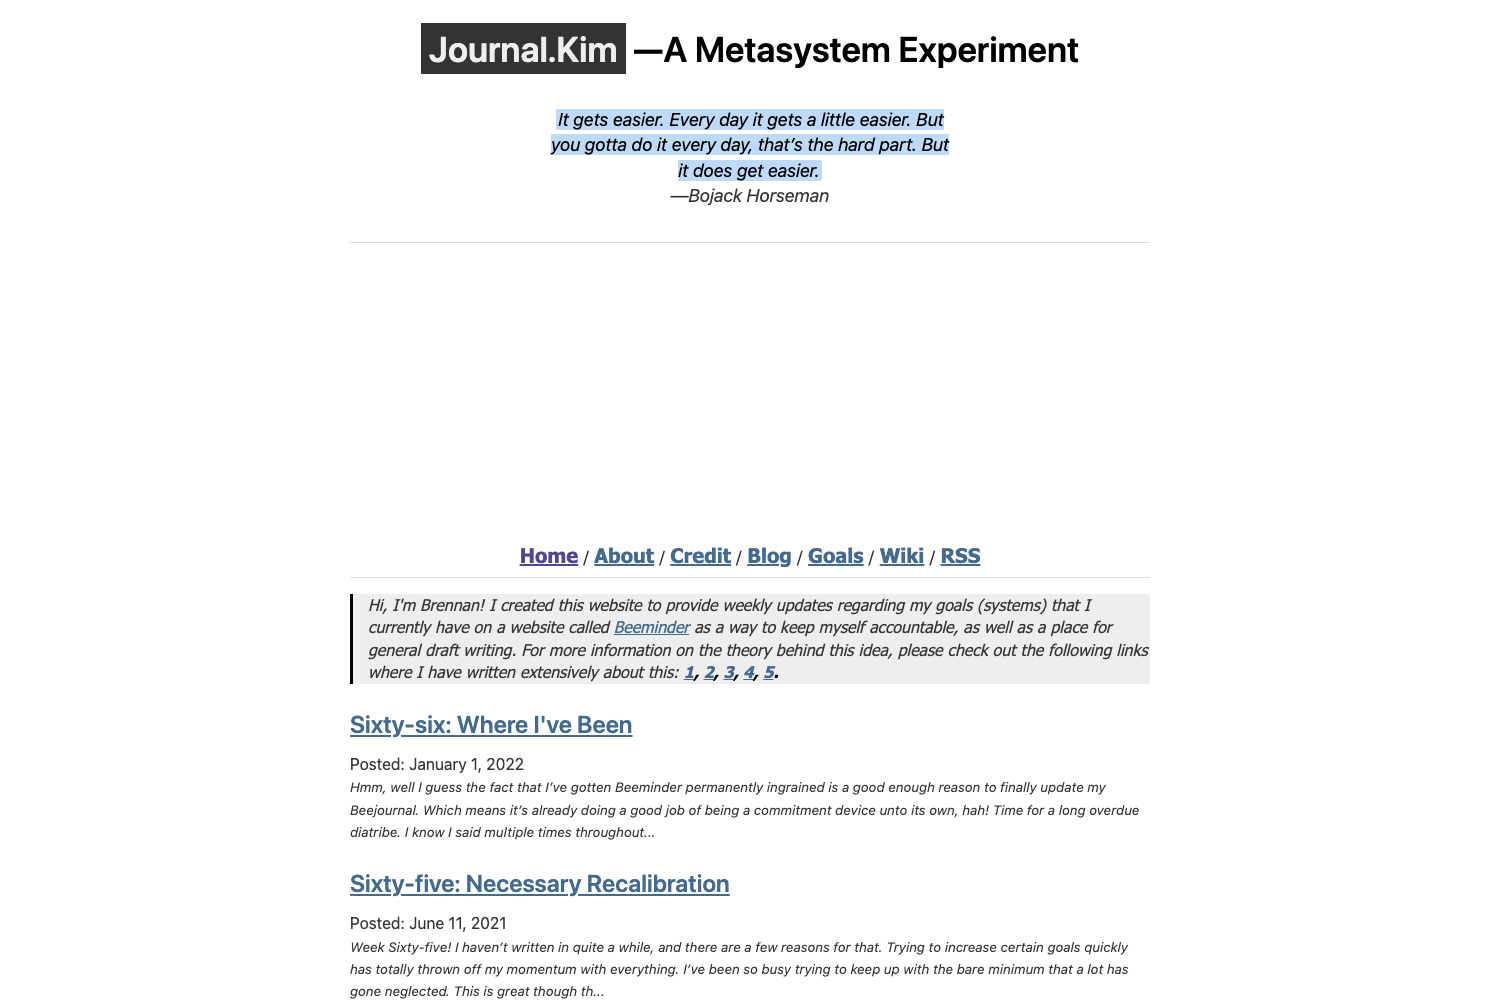 Journal.Kim —A Metasystem Experiment
It gets easier. Every day it gets a little easier. But
you gotta do it every day, that’s the hard part. But
it does get easier.
—Bojack Horseman
Home / About / Credit / Blog / Goals / Wiki / RSS
Hi, I'm Brennan! I created this website to provide weekly updates regarding my goals (systems) that I
currently have on a website called Beeminder as a way to keep myself accountable, as well as a place for
general draft writing. For more information on the theory behind this idea, please check out the following links
where I have written extensively about this: 1, 2, 3, 4, 5.
Sixty-six: Where I've Been
Posted: January 1, 2022
Hmm, well I guess the fact that I’ve gotten Beeminder permanently ingrained is a good enough reason to finally update my
Beejournal. Which means it’s already doing a good job of being a commitment device unto its own, hah! Time for a long overdue
diatribe. I know I said multiple times throughout...
Sixty-five: Necessary Recalibration
Posted: June 11, 2021
Week Sixty-five! I haven’t written in quite a while, and there are a few reasons for that. Trying to increase certain goals quickly
has totally thrown off my momentum with everything. I’ve been so busy trying to keep up with the bare minimum that a lot has
gone neglected. This is great though th...